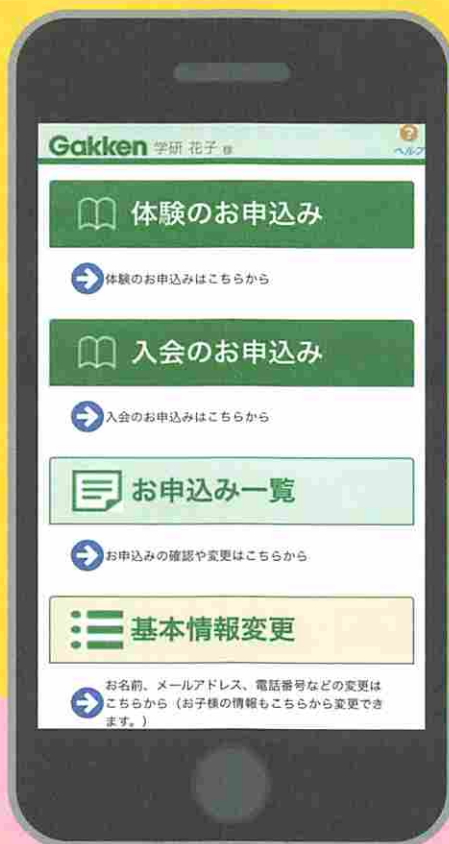 Gakken 学研 花子 様
?
ヘルプ
体験のお申込み
体験のお申込みはこちらから
入会のお申込み
入会のお申込みはこちらから
お申込み一覧
お申込みの確認や変更はこちらから
基本情報変更
お名前、メールアドレス、電話番号などの変更は
こちらから（お子様の情報もこちらから変更でき
ます。）